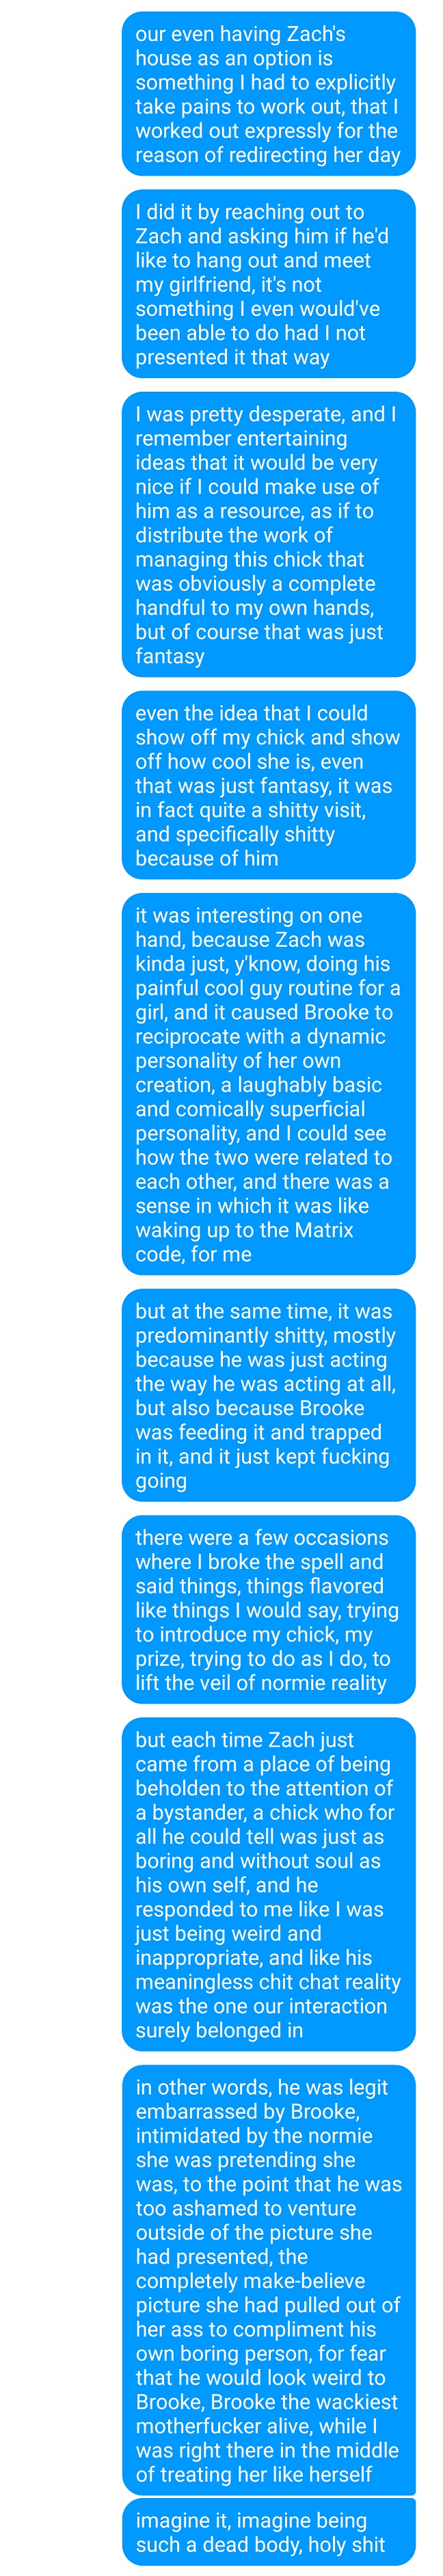 our even having Zach's
house as an option is
something I had to explicitly
take pains to work out, that I
worked out expressly for the
reason of redirecting her day
I did it by reaching out to
Zach and asking him if he'd
like to hang out and meet
my girlfriend, it's not
something I even would've
been able to do had I not
presented it that way
I was pretty desperate, and I
remember entertaining
ideas that it would be very
nice if I could make use of
him as a resource, as if to
distribute the work of
managing this chick that
was obviously a complete
handful to my own hands,
but of course that was just
fantasy
even the idea that I could
show off my chick and show
off how cool she is, even
that was just fantasy, it was
in fact quite a shitty visit,
and specifically shitty
because of him
it was interesting on one
hand, because Zach was
kinda just, y'know, doing his
painful cool guy routine for a
girl, and it caused Brooke to
reciprocate with a dynamic
personality of her own
creation, a laughably basic
and comically superficial
personality, and I could see
how the two were related to
each other, and there was a
sense in which it was like
waking up to the Matrix
code, for me
but at the same time, it was
predominantly shitty, mostly
because he was just acting
the way he was acting at all,
but also because Brooke
was feeding it and trapped
in it, and it just kept fucking
going
there were a few occasions
where I broke the spell and
said things, things flavored
like things I would say, trying
to introduce my chick, my
prize, trying to do as I do, to
lift the veil of normie reality
but each time Zach just
came from a place of being
beholden to the attention of
a bystander, a chick who for
all he could tell was just as
boring and without soul as
his own self, and he
responded to me like I was
just being weird and
inappropriate, and like his
meaningless chit chat reality
was the one our interaction
surely belonged in
in other words, he was legit
embarrassed by Brooke,
intimidated by the normie
she was pretending she
was, to the point that he was
too ashamed to venture
outside of the picture she
had presented, the
completely make-believe
picture she had pulled out of
her ass to compliment his
own boring person, for fear
that he would look weird to
Brooke, Brooke the wackiest
motherfucker alive, while I
was right there in the middle
of treating her like herself
imagine it, imagine being
such a dead body, holy shit